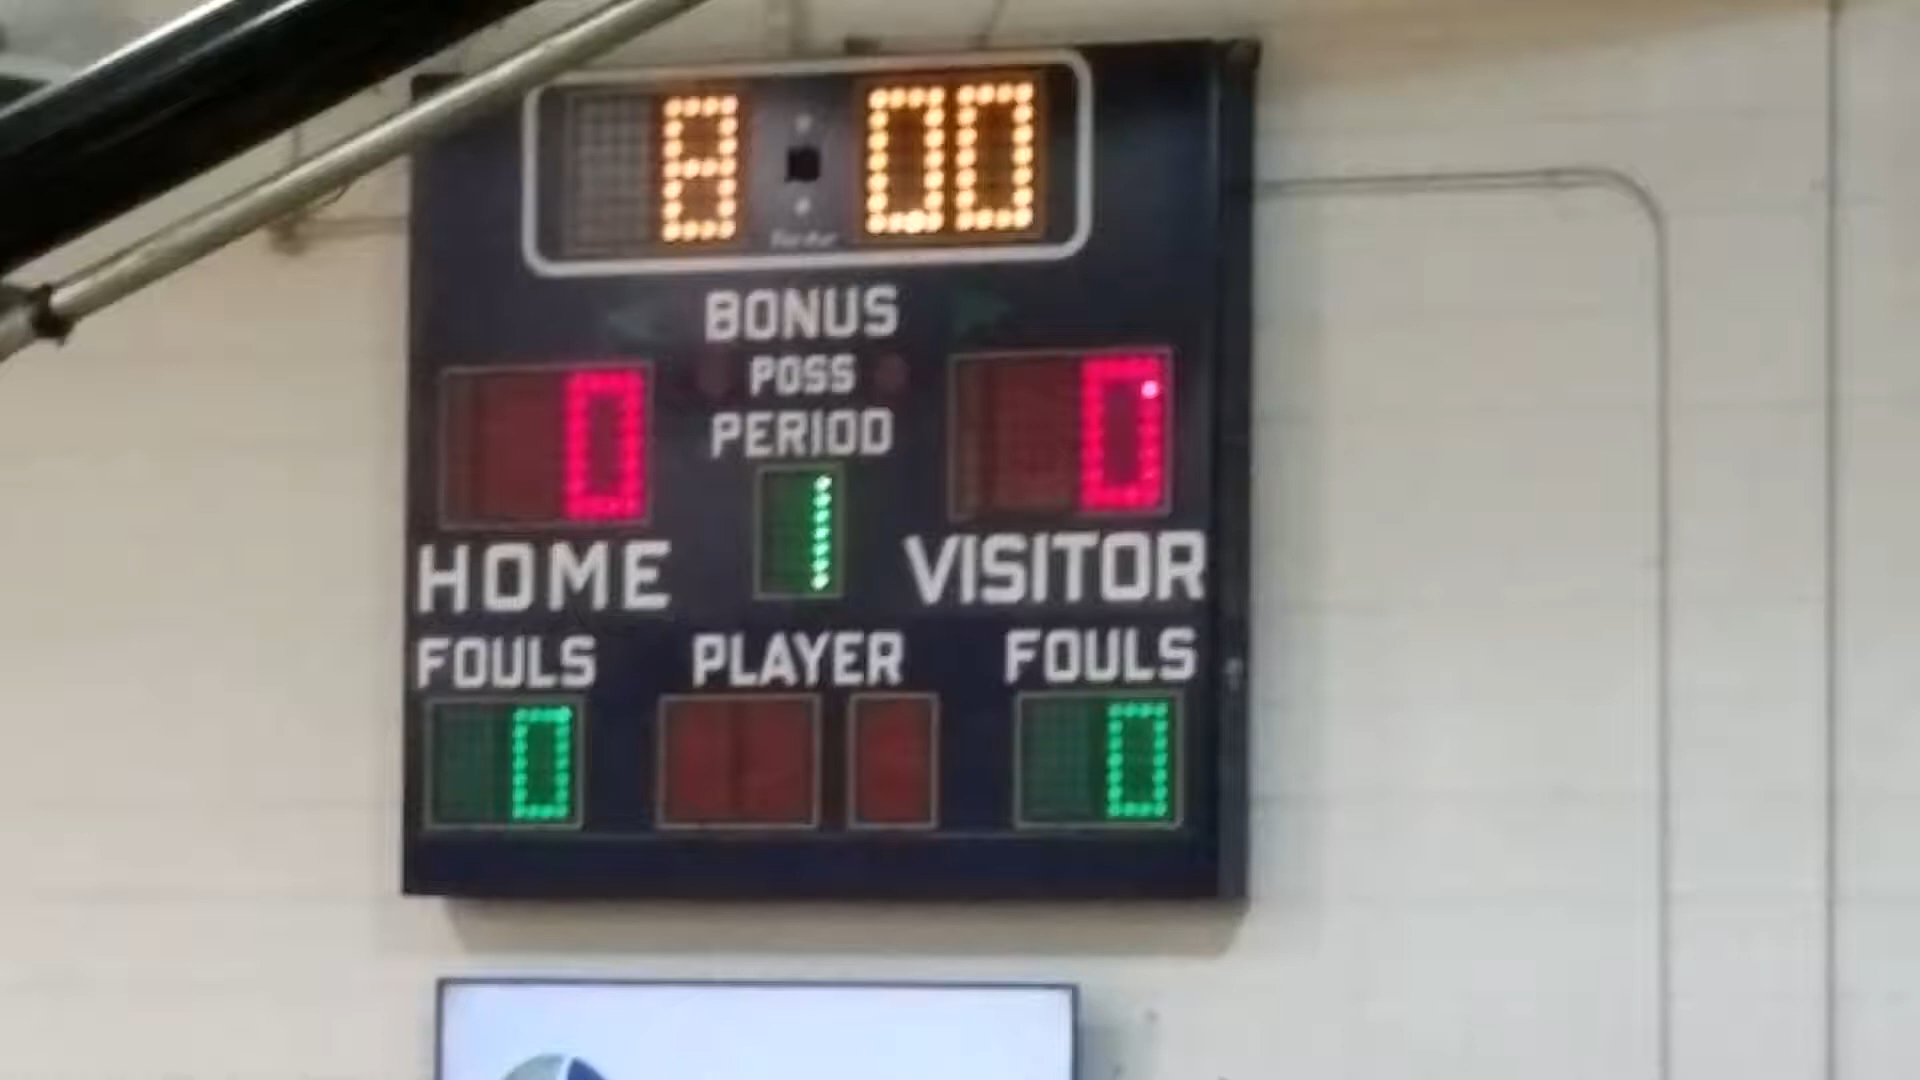 8 00
BONUS
POSS
PERIOD
0 1 0
HOME VISITOR
FOULS PLAYER FOULS
0 0